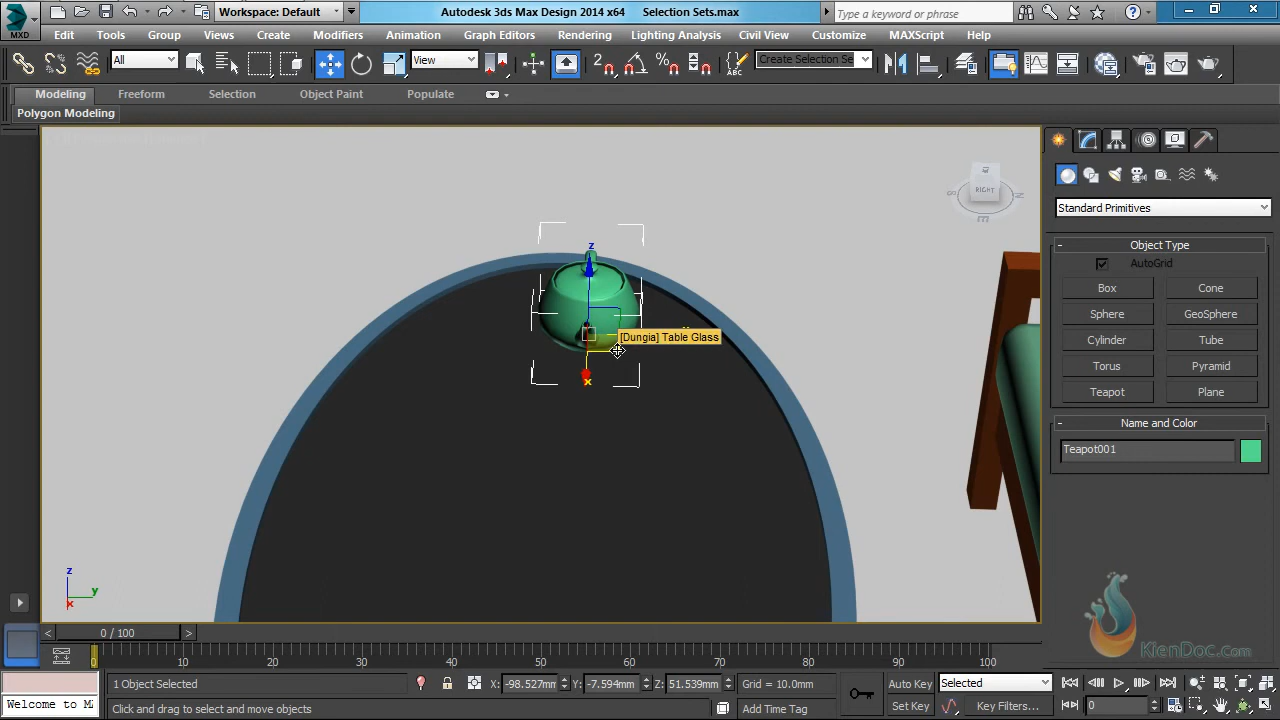 MXD
Workspace: Default
Autodesk 3ds Max Design 2014 x64 Selection Sets.max
Type a keyword or phrase
Edit Tools Group Views Create Modifiers Animation Graph Editors Rendering Lighting Analysis Civil View Customize MAXScript Help
All
View
Create Selection Se
Modeling Freeform Selection Object Paint Populate
Polygon Modeling
RIGHT
Standard Primitives
Object Type
AutoGrid
Box Cone
Sphere GeoSphere
Cylinder Tube
Torus Pyramid
Teapot Plane
Name and Color
Teapot001
z
[Dungia] Table Glass
x
z
y
x
KienDoc.com
< 0 / 100 >
0 10 20 30 40 50 60 70 80 90 100
1 Object Selected X: -98.527mm Y: -7.594mm Z: 51.539mm Grid = 10.0mm Auto Key Selected
Welcome to M Click and drag to select and move objects Add Time Tag Set Key Key Filters... 0